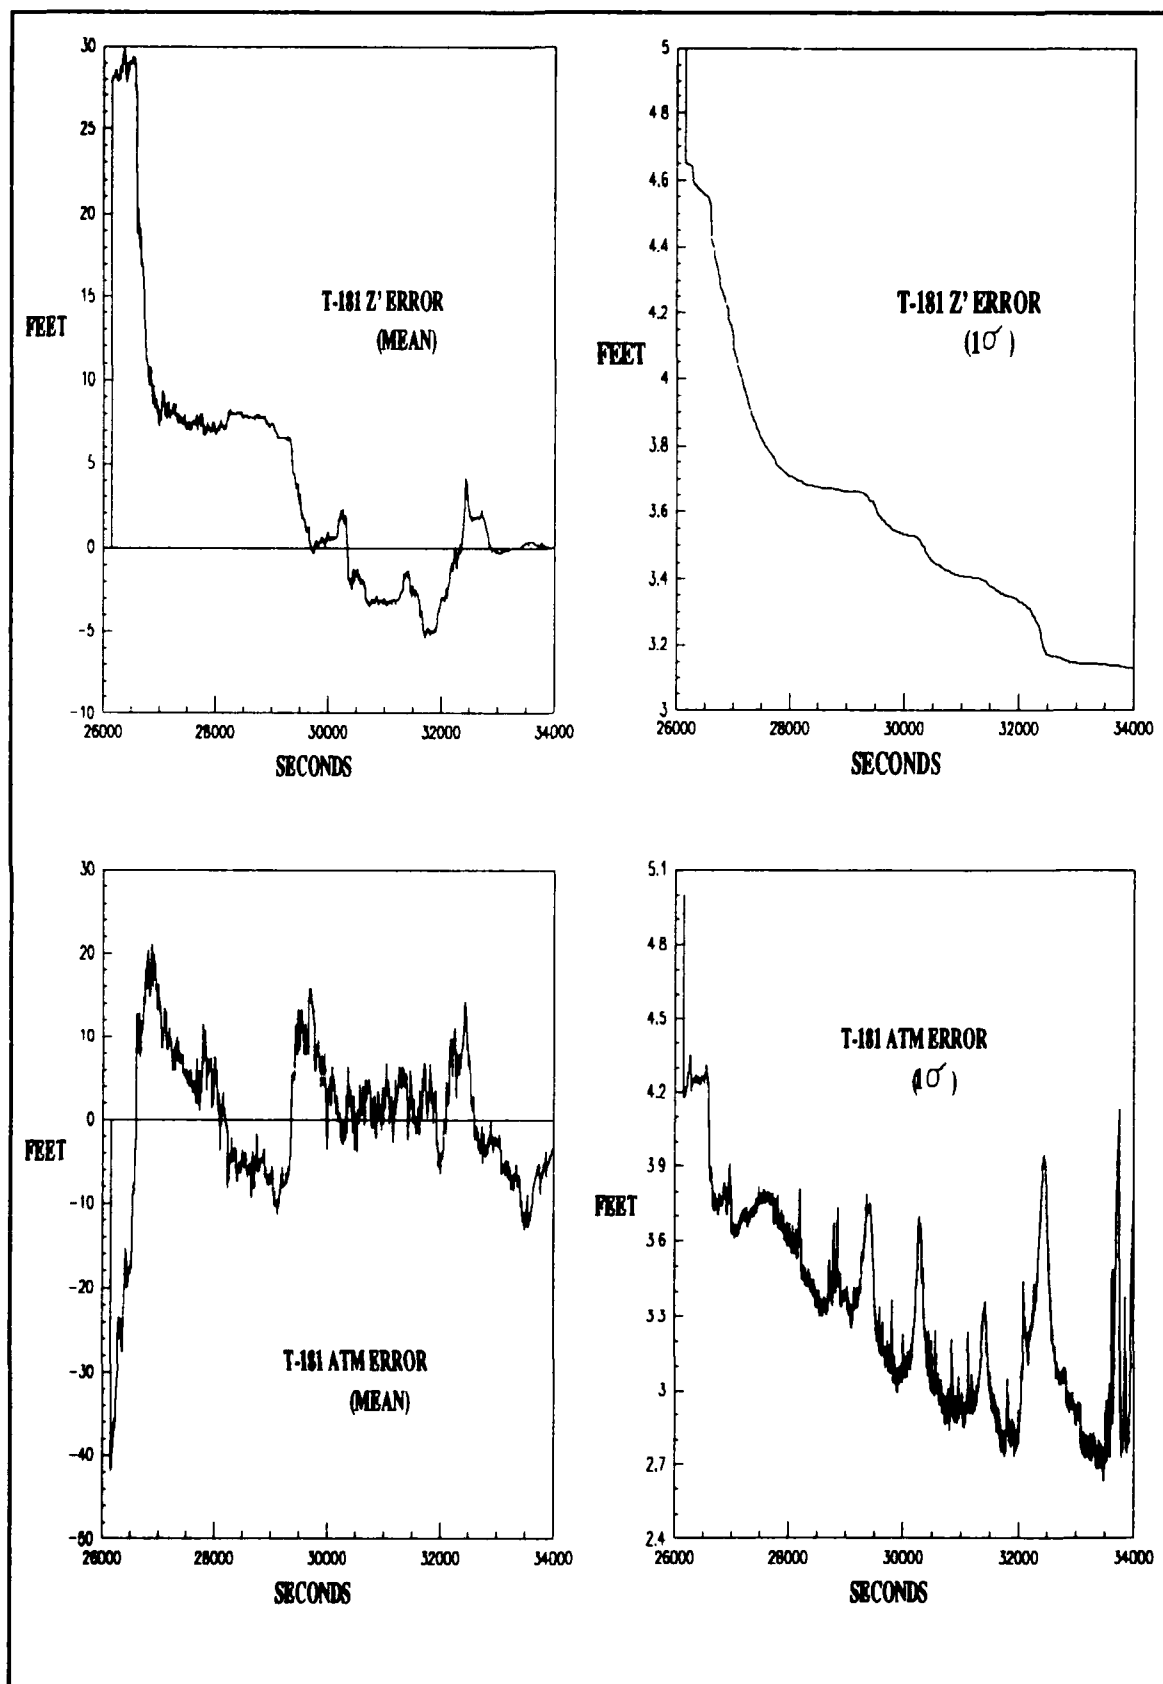 30
25
20
15
10
5
0
-5
-10
FEET
T-181 Z' ERROR
(MEAN)
26000 28000 30000 32000 34000
SECONDS
5
4.8
4.6
4.4
4.2
4
3.8
3.6
3.4
3.2
3
FEET
T-181 Z' ERROR
(1σ)
26000 28000 30000 32000 34000
SECONDS
30
20
10
0
-10
-20
-30
-40
-50
FEET
T-181 ATM ERROR
(MEAN)
26000 28000 30000 32000 34000
SECONDS
5.1
4.8
4.5
4.2
3.9
3.6
3.3
3
2.7
2.4
FEET
T-181 ATM ERROR
(1σ)
26000 28000 30000 32000 34000
SECONDS